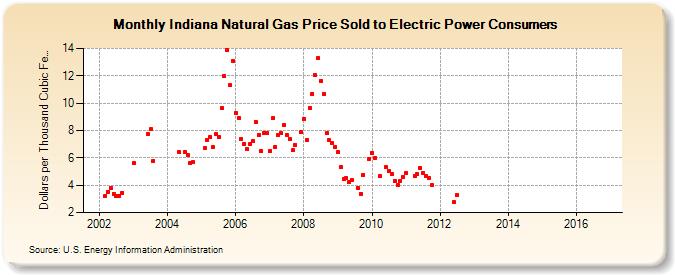 Monthly Indiana Natural Gas Price Sold to Electric Power Consumers
Dollars per Thousand Cubic Fe...
14
12
10
8
6
4
2
2002 2004 2006 2008 2010 2012 2014 2016
Source: U.S. Energy Information Administration